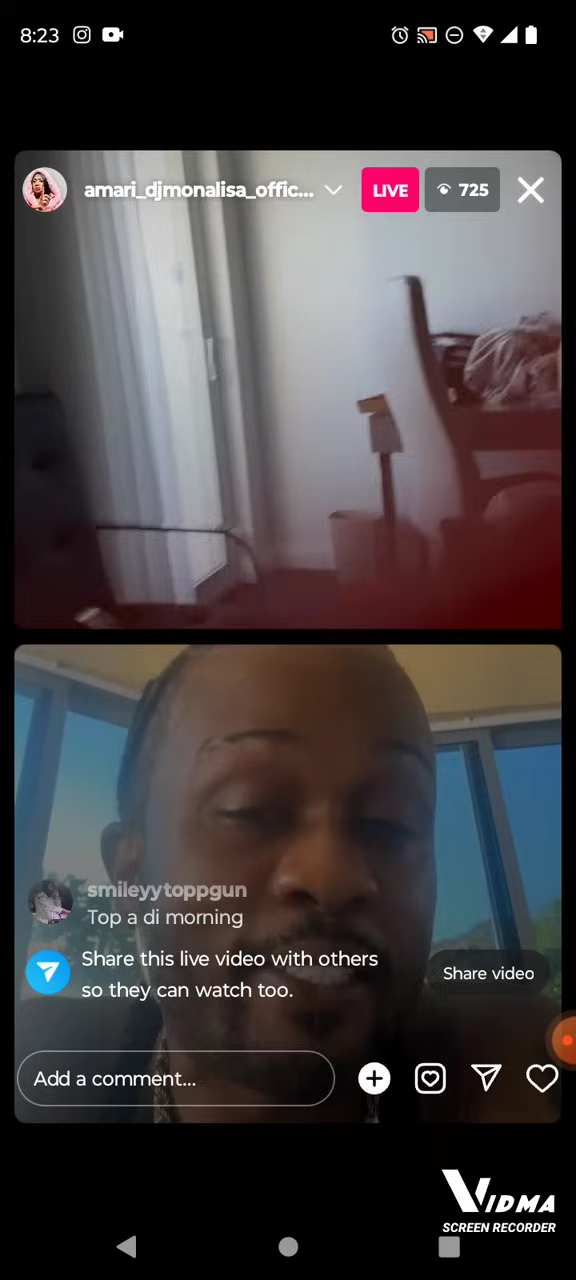 8:23
amari_djmonalisa_offic...
LIVE
725
smileyytoppgun
Top a di morning
Share this live video with others
so they can watch too.
Share video
Add a comment...
VIDMA
SCREEN RECORDER